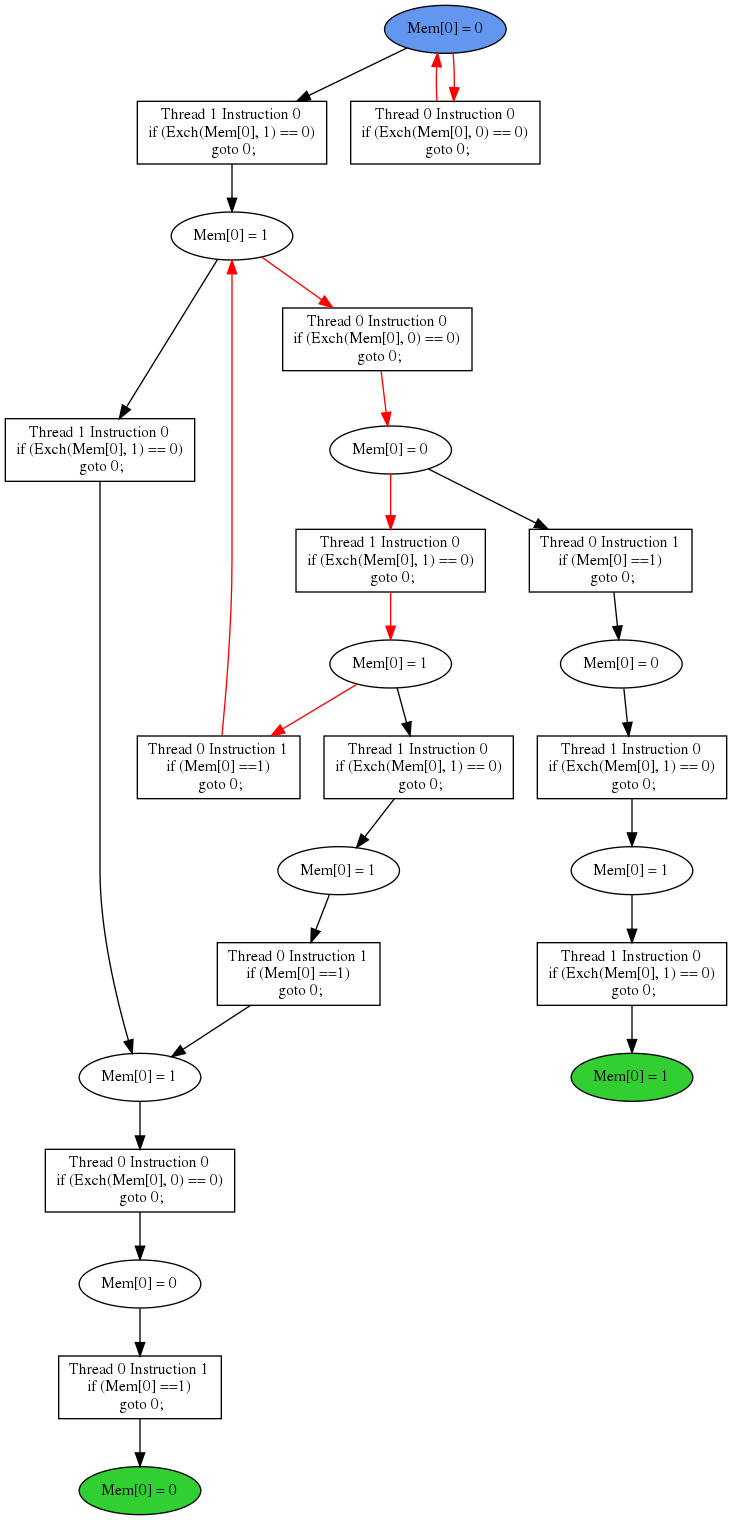 Mem[0] = 0
Thread 1 Instruction 0
if (Exch(Mem[0], 1) == 0)
goto 0;
Thread 0 Instruction 0
if (Exch(Mem[0], 0) == 0)
goto 0;
Mem[0] = 1
Thread 0 Instruction 0
if (Exch(Mem[0], 0) == 0)
goto 0;
Thread 1 Instruction 0
if (Exch(Mem[0], 1) == 0)
goto 0;
Mem[0] = 0
Thread 1 Instruction 0
if (Exch(Mem[0], 1) == 0)
goto 0;
Thread 0 Instruction 1
if (Mem[0] ==1)
goto 0;
Mem[0] = 1
Mem[0] = 0
Thread 0 Instruction 1
if (Mem[0] ==1)
goto 0;
Thread 1 Instruction 0
if (Exch(Mem[0], 1) == 0)
goto 0;
Thread 1 Instruction 0
if (Exch(Mem[0], 1) == 0)
goto 0;
Mem[0] = 1
Mem[0] = 1
Thread 0 Instruction 1
if (Mem[0] ==1)
goto 0;
Thread 1 Instruction 0
if (Exch(Mem[0], 1) == 0)
goto 0;
Mem[0] = 1
Mem[0] = 1
Thread 0 Instruction 0
if (Exch(Mem[0], 0) == 0)
goto 0;
Mem[0] = 0
Thread 0 Instruction 1
if (Mem[0] ==1)
goto 0;
Mem[0] = 0